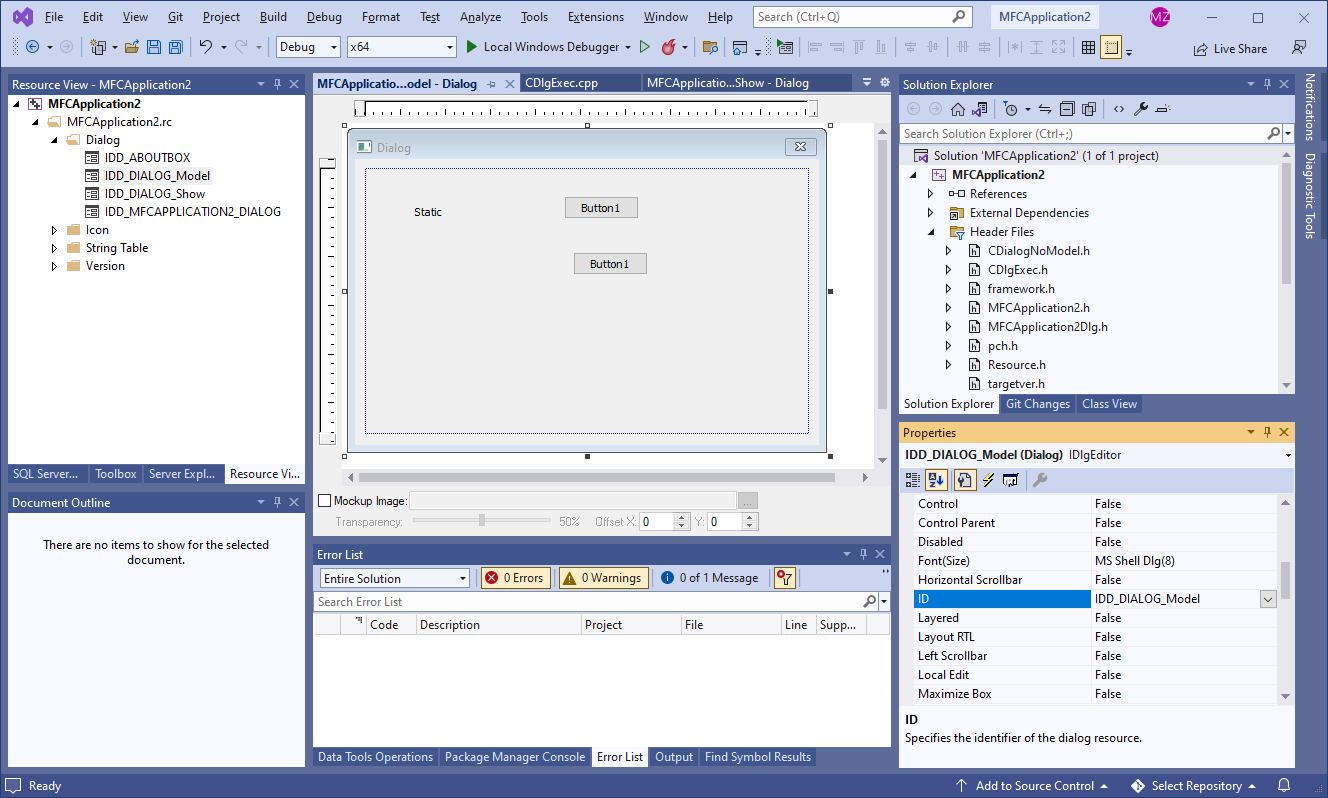 File Edit View Git Project Build Debug Format Test Analyze Tools Extensions Window Help Search (Ctrl+Q) MFCApplication2 MZ
Debug x64 Local Windows Debugger Live Share
Resource View - MFCApplication2
MFCApplication2
MFCApplication2.rc
Dialog
IDD_ABOUTBOX
IDD_DIALOG_Model
IDD_DIALOG_Show
IDD_MFCAPPLICATION2_DIALOG
Icon
String Table
Version
SQL Server... Toolbox Server Expl... Resource Vi...
Document Outline
There are no items to show for the selected
document.
MFCApplicatio...odel - Dialog CDlgExec.cpp MFCApplicatio...Show - Dialog
Dialog
Static
Button1
Button1
Mockup Image: ...
Transparency: 50% Offset X: 0 Y: 0
Error List
Entire Solution 0 Errors 0 Warnings 0 of 1 Message
Search Error List
Code Description Project File Line Supp...
Data Tools Operations Package Manager Console Error List Output Find Symbol Results
Solution Explorer
Search Solution Explorer (Ctrl+;)
Solution 'MFCApplication2' (1 of 1 project)
MFCApplication2
References
External Dependencies
Header Files
CDialogNoModel.h
CDlgExec.h
framework.h
MFCApplication2.h
MFCApplication2Dlg.h
pch.h
Resource.h
targetver.h
Solution Explorer Git Changes Class View
Properties
IDD_DIALOG_Model (Dialog) IDlgEditor
Control False
Control Parent False
Disabled False
Font(Size) MS Shell Dlg(8)
Horizontal Scrollbar False
ID IDD_DIALOG_Model
Layered False
Layout RTL False
Left Scrollbar False
Local Edit False
Maximize Box False
ID
Specifies the identifier of the dialog resource.
Notifications
Diagnostic Tools
Ready Add to Source Control Select Repository